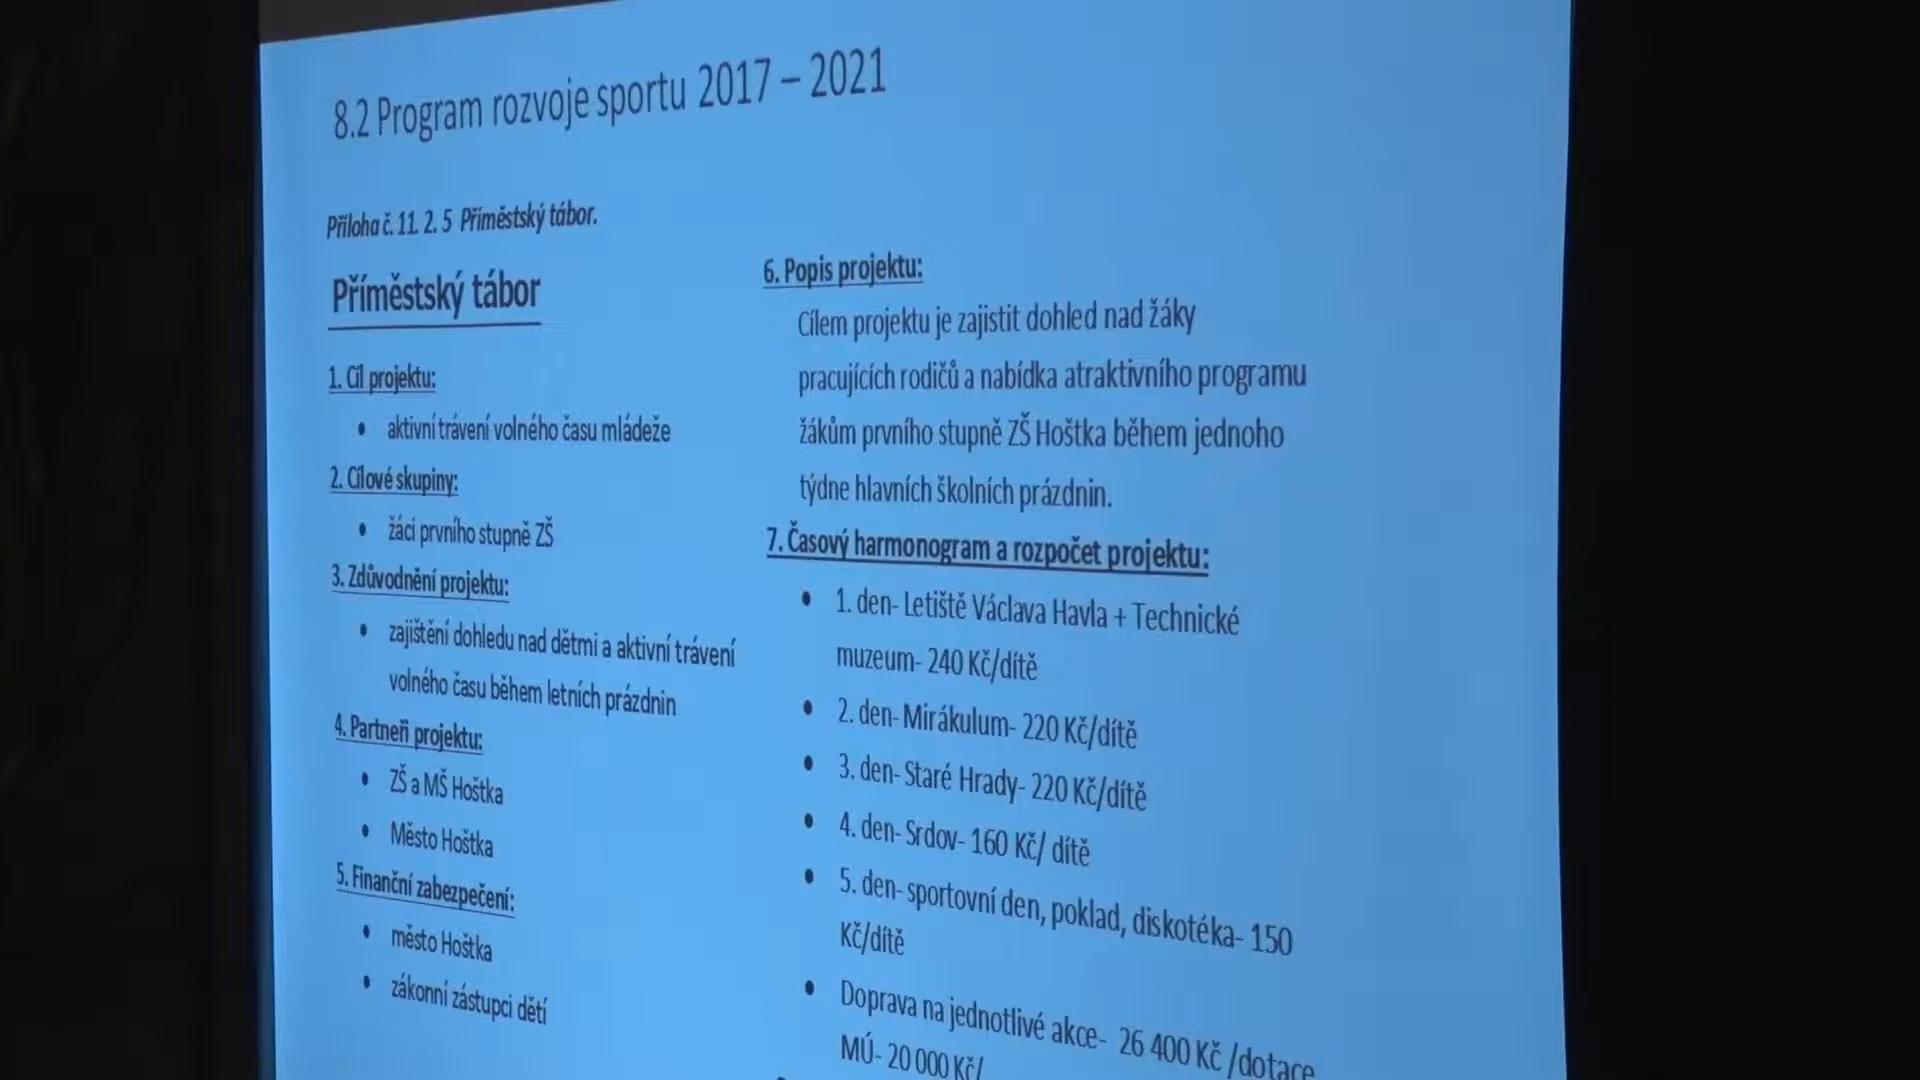 8.2 Program rozvoje sportu 2017 – 2021
Příloha č. 11. 2. 5 Příměstský tábor.
Příměstský tábor
1. Cíl projektu:
• aktivní trávení volného času mládeže
2. Cílové skupiny:
• žáci prvního stupně ZŠ
3. Zdůvodnění projektu:
• zajištění dohledu nad dětmi a aktivní trávení
volného času během letních prázdnin
4. Partneři projektu:
• ZŠ a MŠ Hoštka
• Město Hoštka
5. Finanční zabezpečení:
• město Hoštka
• zákonní zástupci dětí
6. Popis projektu:
Cílem projektu je zajistit dohled nad žáky
pracujících rodičů a nabídka atraktivního programu
žákům prvního stupně ZŠ Hoštka během jednoho
týdne hlavních školních prázdnin.
7. Časový harmonogram a rozpočet projektu:
• 1. den- Letiště Václava Havla + Technické
muzeum- 240 Kč/dítě
• 2. den- Mirákulum- 220 Kč/dítě
• 3. den- Staré Hrady- 220 Kč/dítě
• 4. den- Srdov- 160 Kč/ dítě
• 5. den- sportovní den, poklad, diskotéka- 150
Kč/dítě
• Doprava na jednotlivé akce- 26 400 Kč /dotace
MÚ- 20 000 Kč/